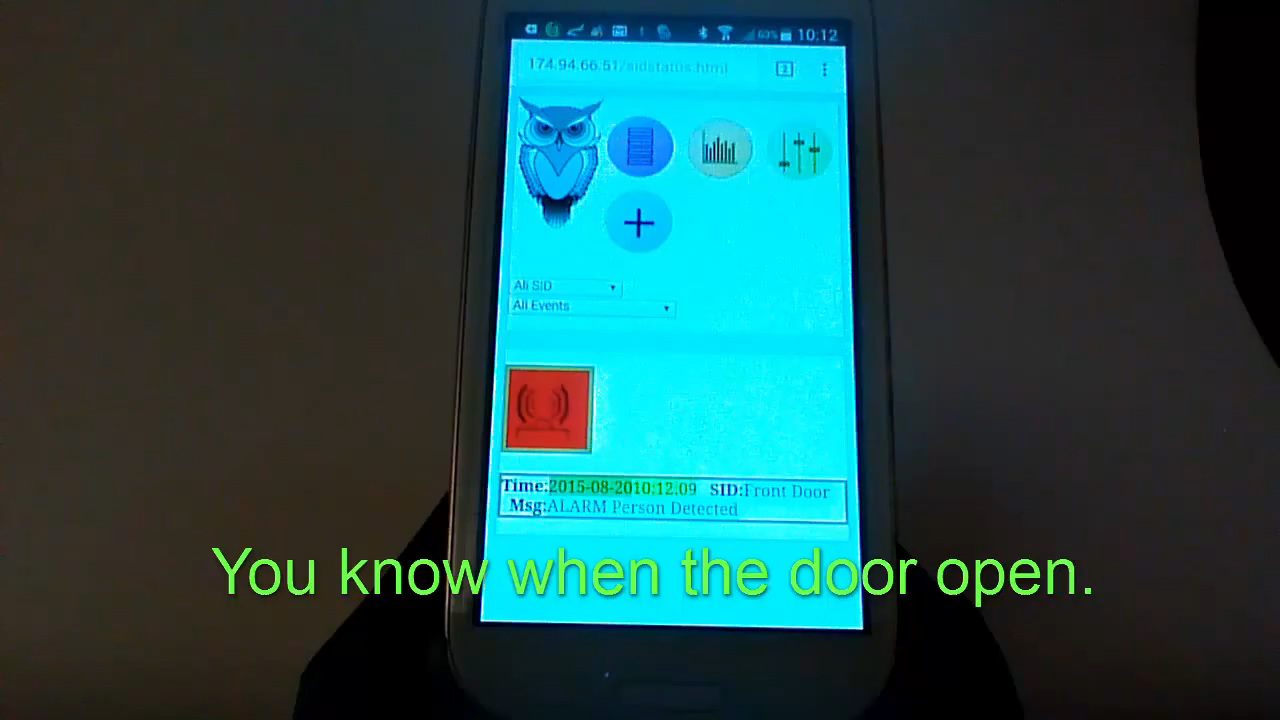 69% 10:12
174.94.66.51/sidstatus.html
All SID
All Events
Time:2015-08-2010:12:09 SID:Front Door
Msg:ALARM Person Detected
You know when the door open.